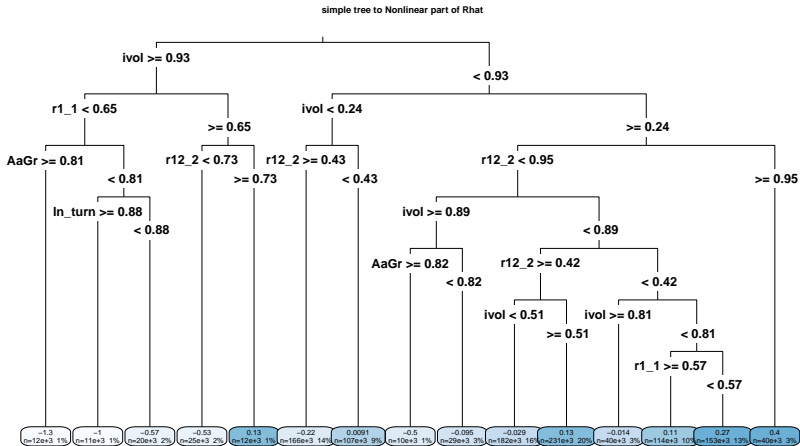 simple tree to Nonlinear part of Rhat
ivol >= 0.93
< 0.93
r1_1 < 0.65
ivol < 0.24
>= 0.65
>= 0.24
AaGr >= 0.81
r12_2 < 0.73
r12_2 >= 0.43
r12_2 < 0.95
< 0.81
>= 0.73
< 0.43
>= 0.95
ln_turn >= 0.88
ivol >= 0.89
< 0.88
< 0.89
AaGr >= 0.82
r12_2 >= 0.42
< 0.82
< 0.42
ivol < 0.51
ivol >= 0.81
>= 0.51
< 0.81
r1_1 >= 0.57
< 0.57
−1.3
n=12e+3 1%
−1
n=11e+3 1%
−0.57
n=20e+3 2%
−0.53
n=25e+3 2%
0.13
n=12e+3 1%
−0.22
n=166e+3 14%
0.0091
n=107e+3 9%
−0.5
n=10e+3 1%
−0.095
n=29e+3 3%
−0.029
n=182e+3 16%
0.13
n=231e+3 20%
−0.014
n=40e+3 3%
0.11
n=114e+3 10%
0.27
n=153e+3 13%
0.4
n=40e+3 3%